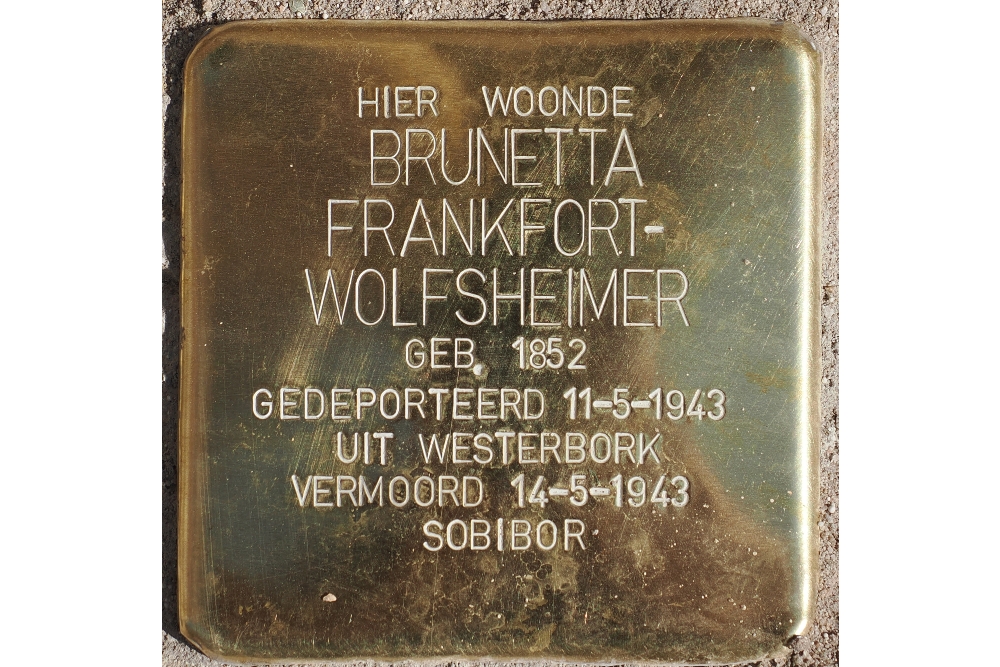 HIER WOONDE
BRUNETTA
FRANKFORT-
WOLFSHEIMER
GEB. 1852
GEDEPORTEERD 11-5-1943
UIT WESTERBORK
VERMOORD 14-5-1943
SOBIBOR